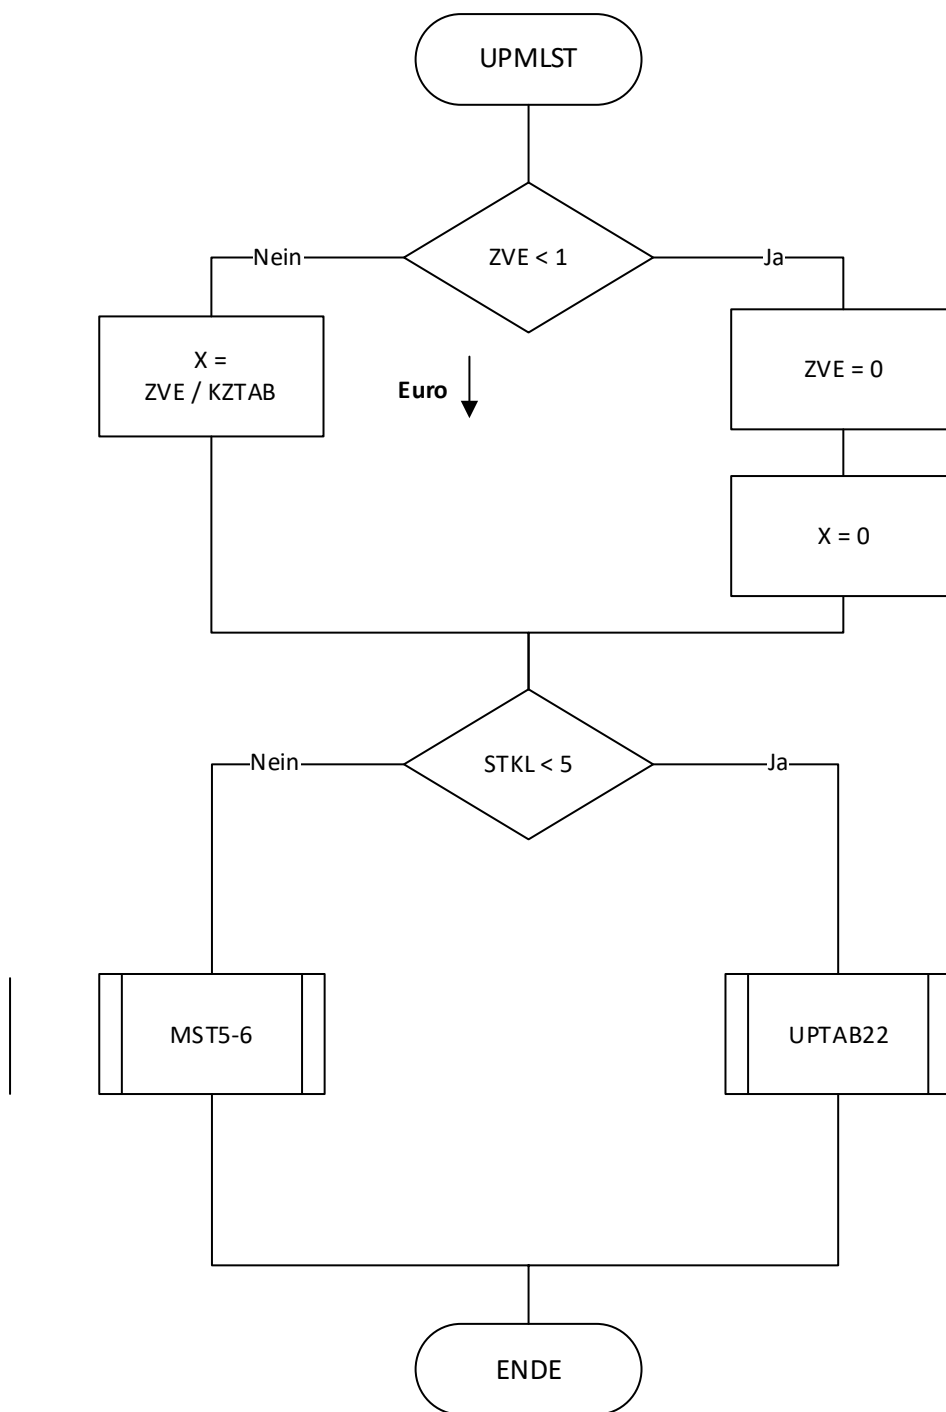 UPMLST
ZVE < 1
Nein
Ja
X =
ZVE / KZTAB
Euro
ZVE = 0
X = 0
STKL < 5
Nein
Ja
MST5-6
UPTAB22
ENDE